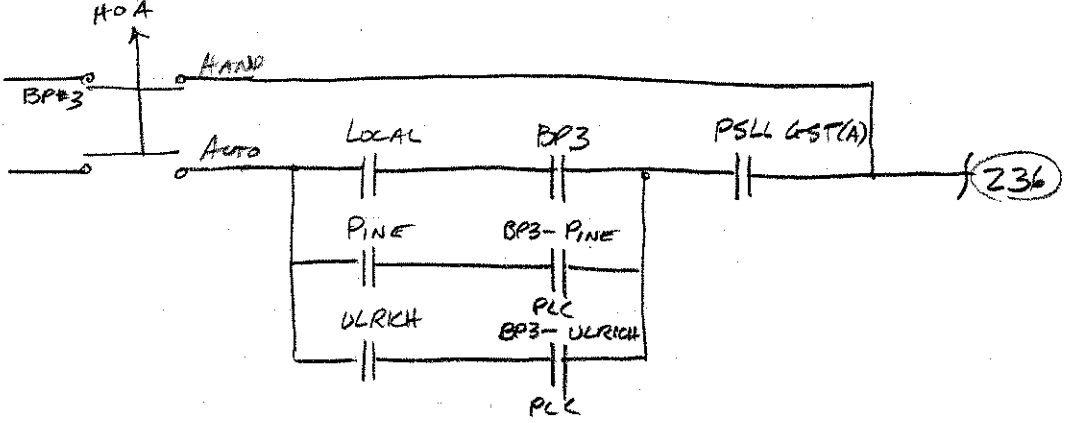 HOA
HAND
BP#3
AUTO
LOCAL
BP3
PSLL GST(A)
236
PINE
BP3-PINE
PLC
ULRICH
BP3-ULRICH
PLC